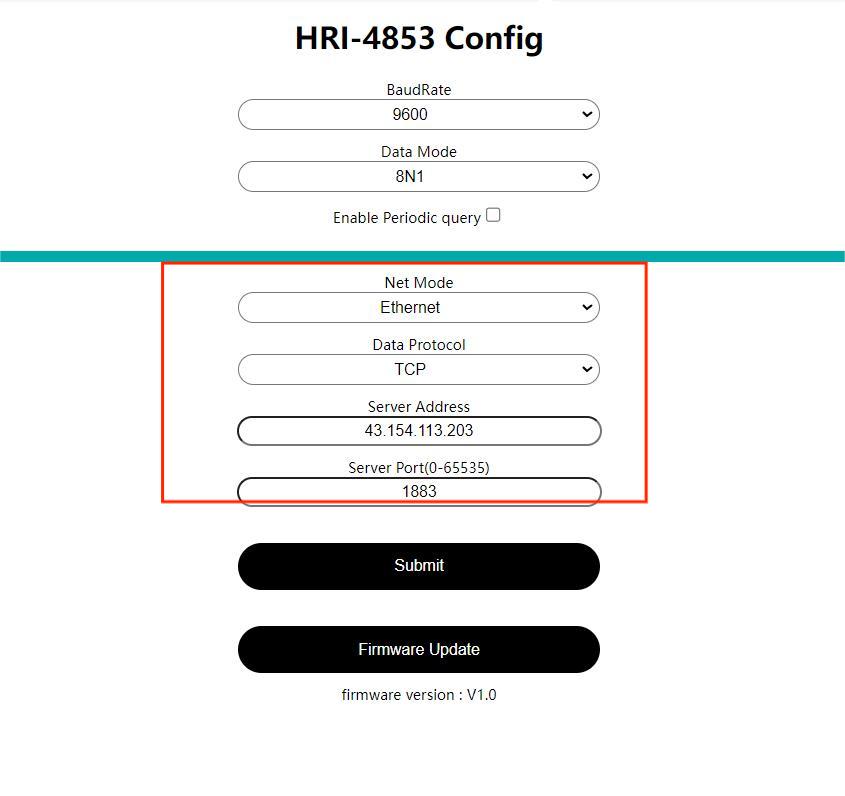 HRI-4853 Config
BaudRate
9600
Data Mode
8N1
Enable Periodic query
Net Mode
Ethernet
Data Protocol
TCP
Server Address
43.154.113.203
Server Port(0-65535)
1883
Submit
Firmware Update
firmware version : V1.0